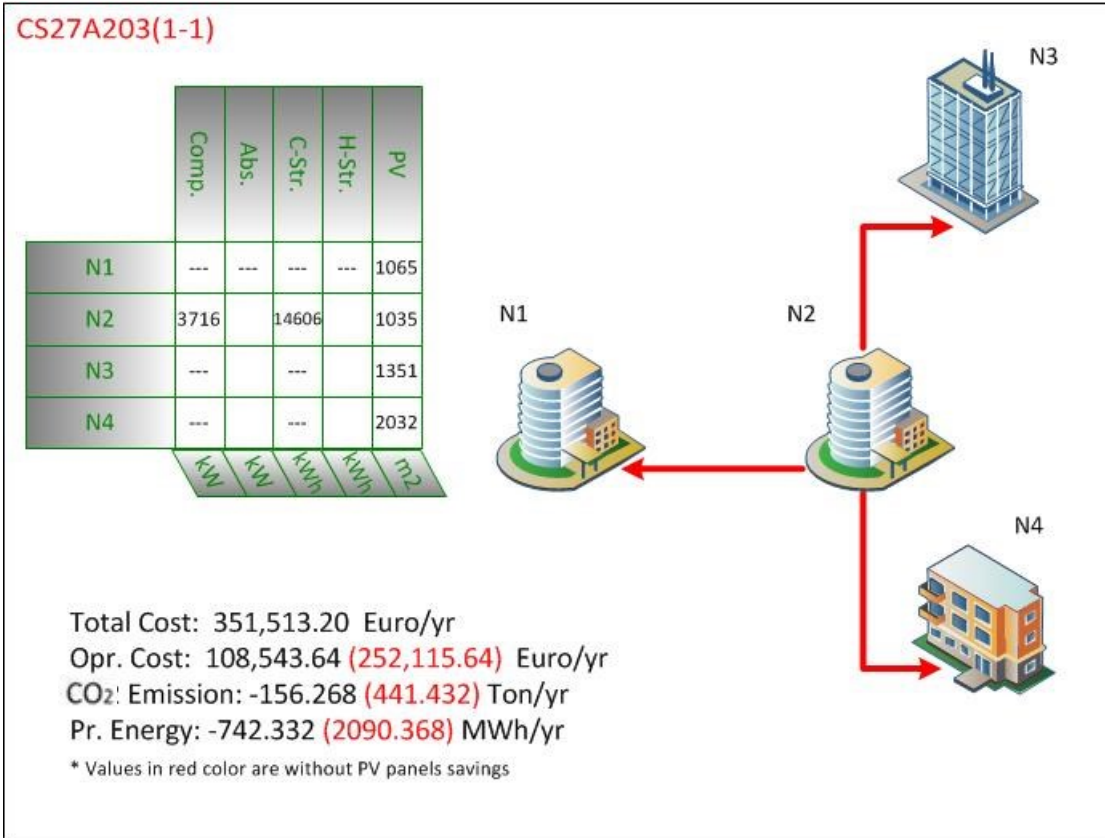 CS27A203(1-1)
Comp. Abs. C-Str. H-Str. PV
N1 --- --- --- --- 1065
N2 3716 14606 1035
N3 --- --- 1351
N4 --- --- 2032
kW kW kWh kWh m2
N3
N1 N2
N4
Total Cost: 351,513.20 Euro/yr
Opr. Cost: 108,543.64 (252,115.64) Euro/yr
CO₂: Emission: -156.268 (441.432) Ton/yr
Pr. Energy: -742.332 (2090.368) MWh/yr
* Values in red color are without PV panels savings